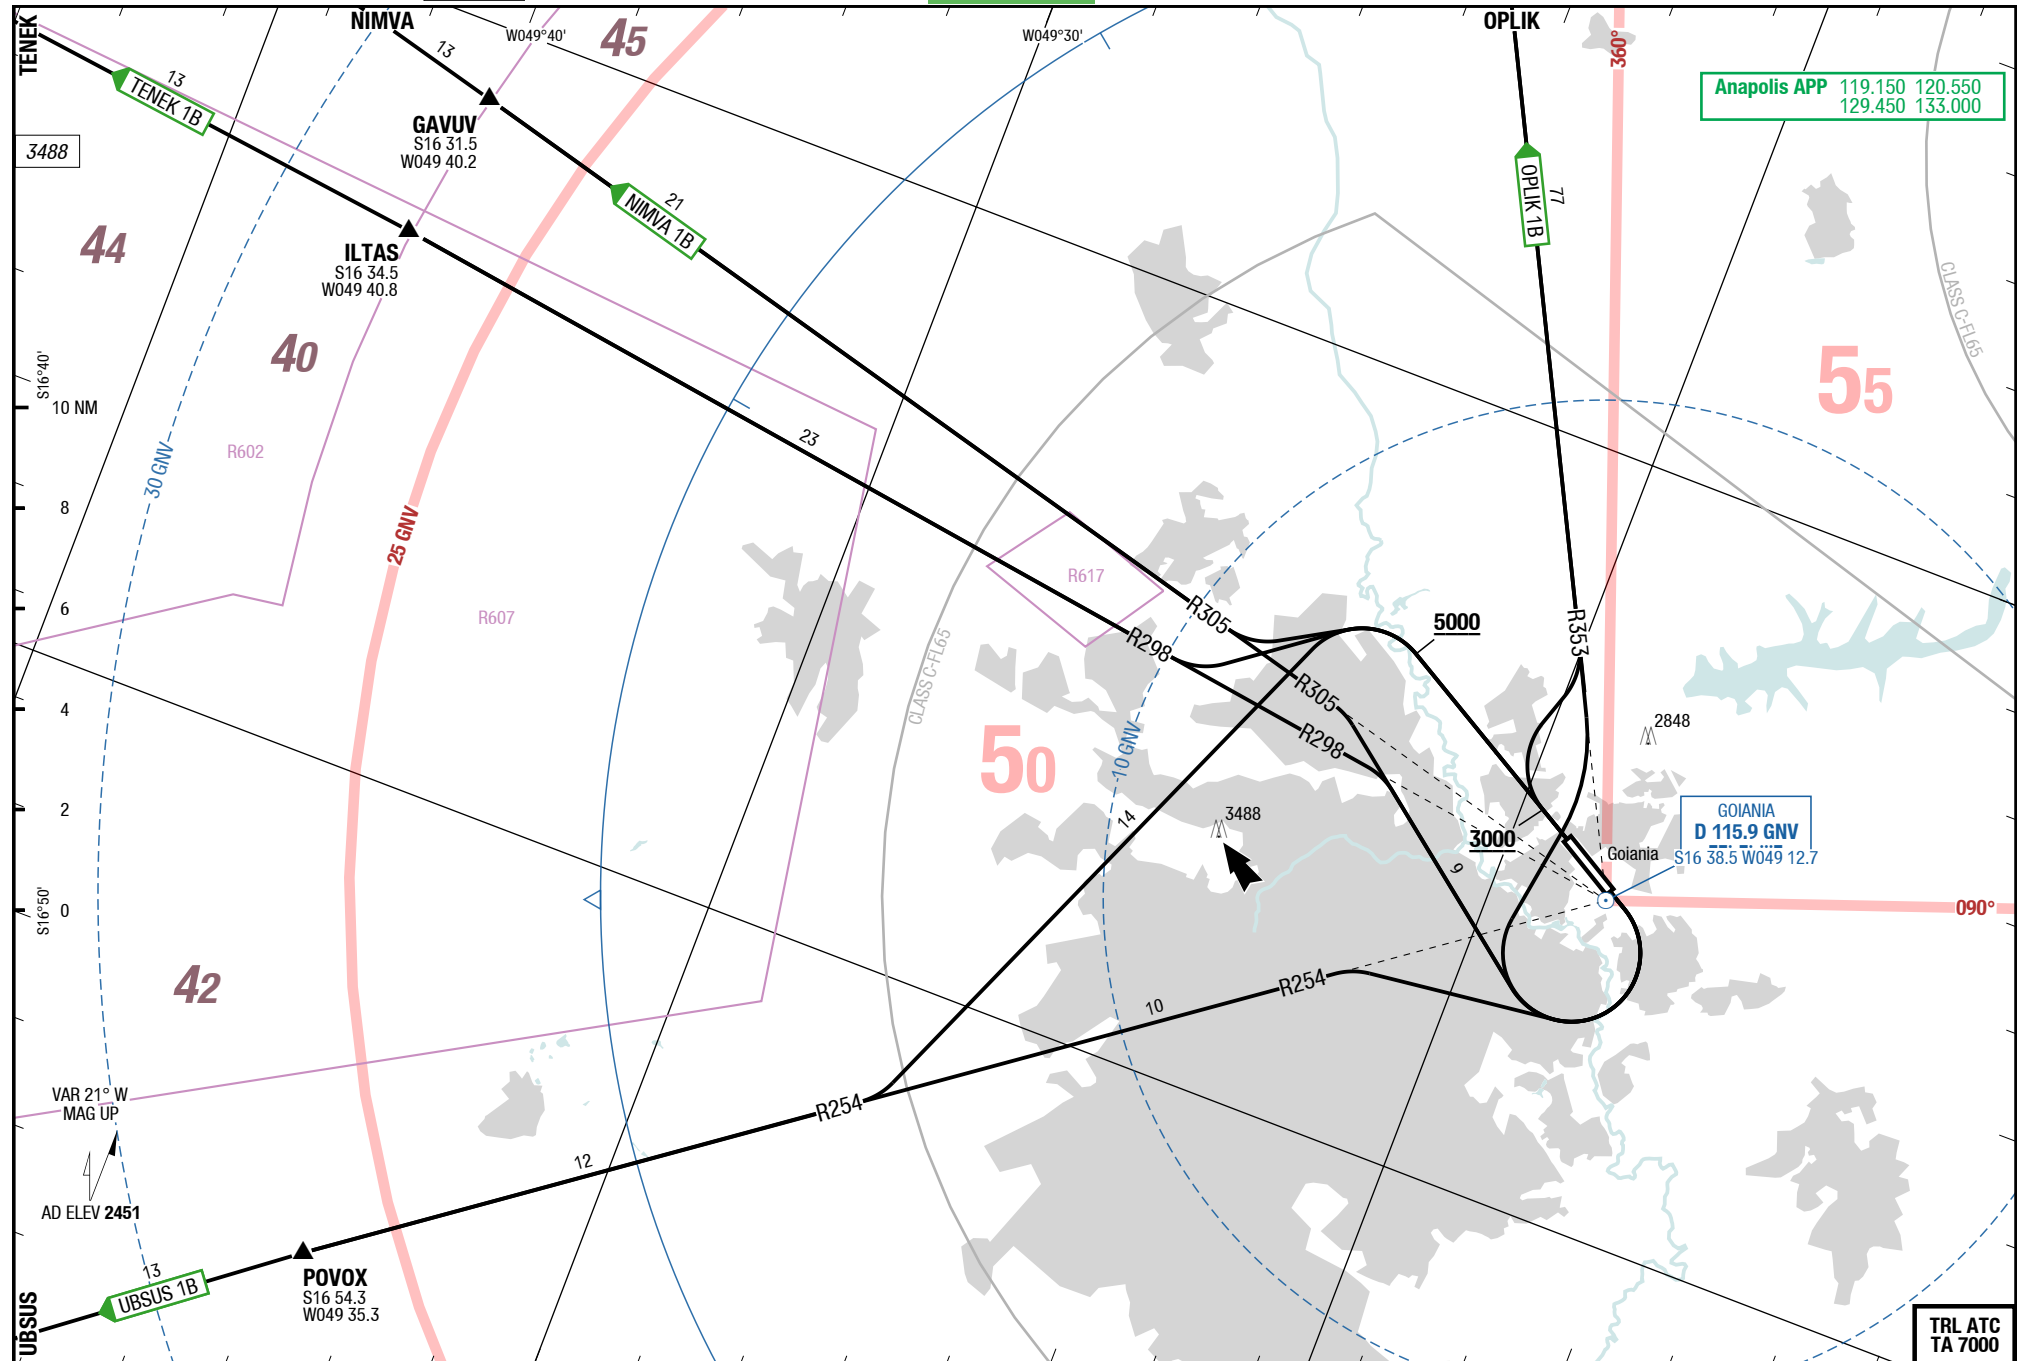 TENEK
NIMVA
13
W049°40'
45
W049°30'
OPLIK
360°
Anapolis APP 119.150 120.550
129.450 133.000
13
TENEK 1B
3488
GAVUV
S16 31.5
W049 40.2
21
NIMVA 1B
OPLIK 1B
77
44
ILTAS
S16 34.5
W049 40.8
40
CLASS C-FL65
55
S16°40'
10 NM
30 GNV
R602
23
25 GNV
8
6
R607
R617
R305
R298
5000
R353
CLASS C-FL65
4
R305
R298
50
10 GNV
2848
2
14
3488
3000
9
Goiania
GOIANIA
D 115.9 GNV
S16 38.5 W049 12.7
S16°50'
0
090°
42
R254
10
VAR 21° W
MAG UP
R254
12
AD ELEV 2451
13
UBSUS 1B
POVOX
S16 54.3
W049 35.3
UBSUS
TRL ATC
TA 7000